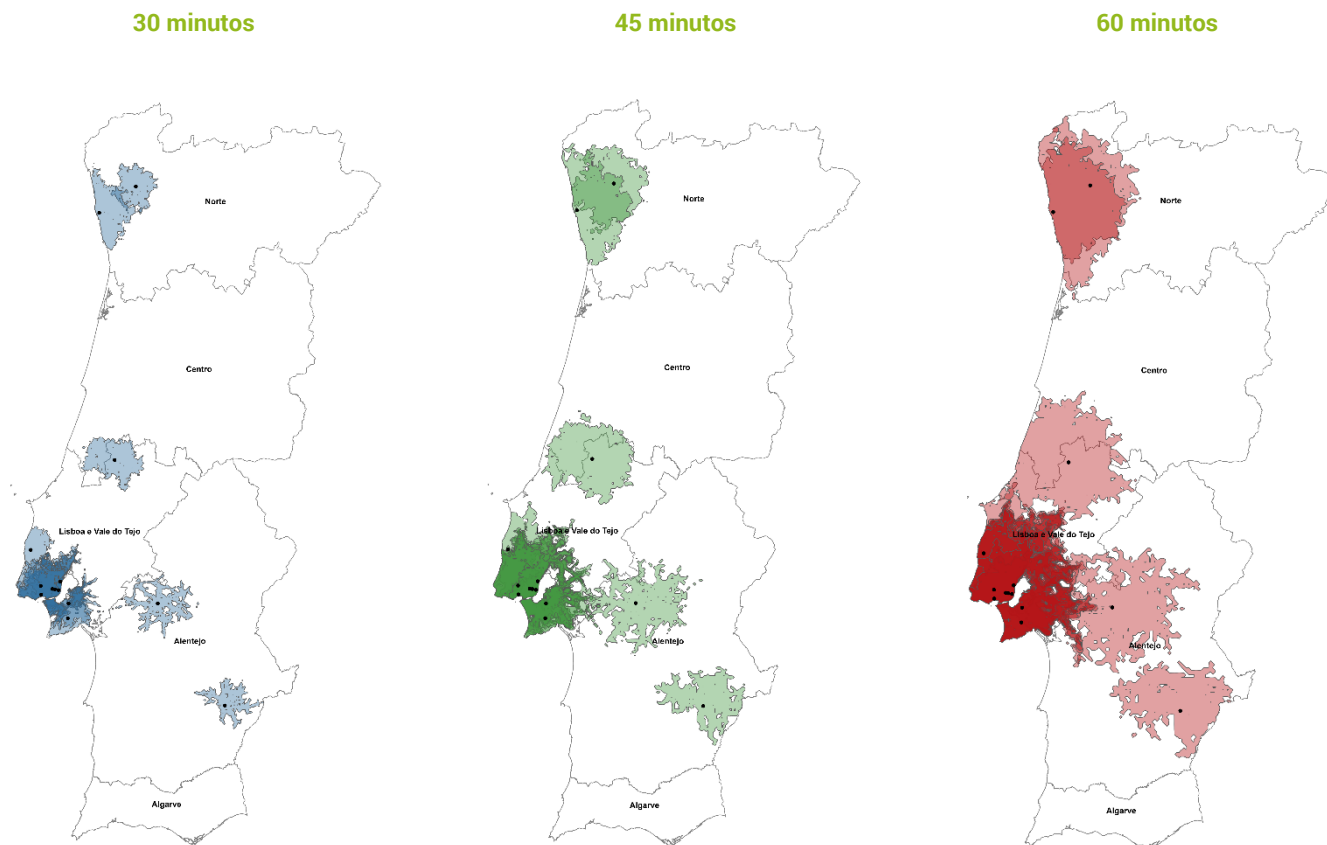 30 minutos
45 minutos
60 minutos
Norte
Centro
Lisboa e Vale do Tejo
Alentejo
Algarve
Norte
Centro
Lisboa e Vale do Tejo
Alentejo
Algarve
Norte
Centro
Lisboa e Vale do Tejo
Alentejo
Algarve